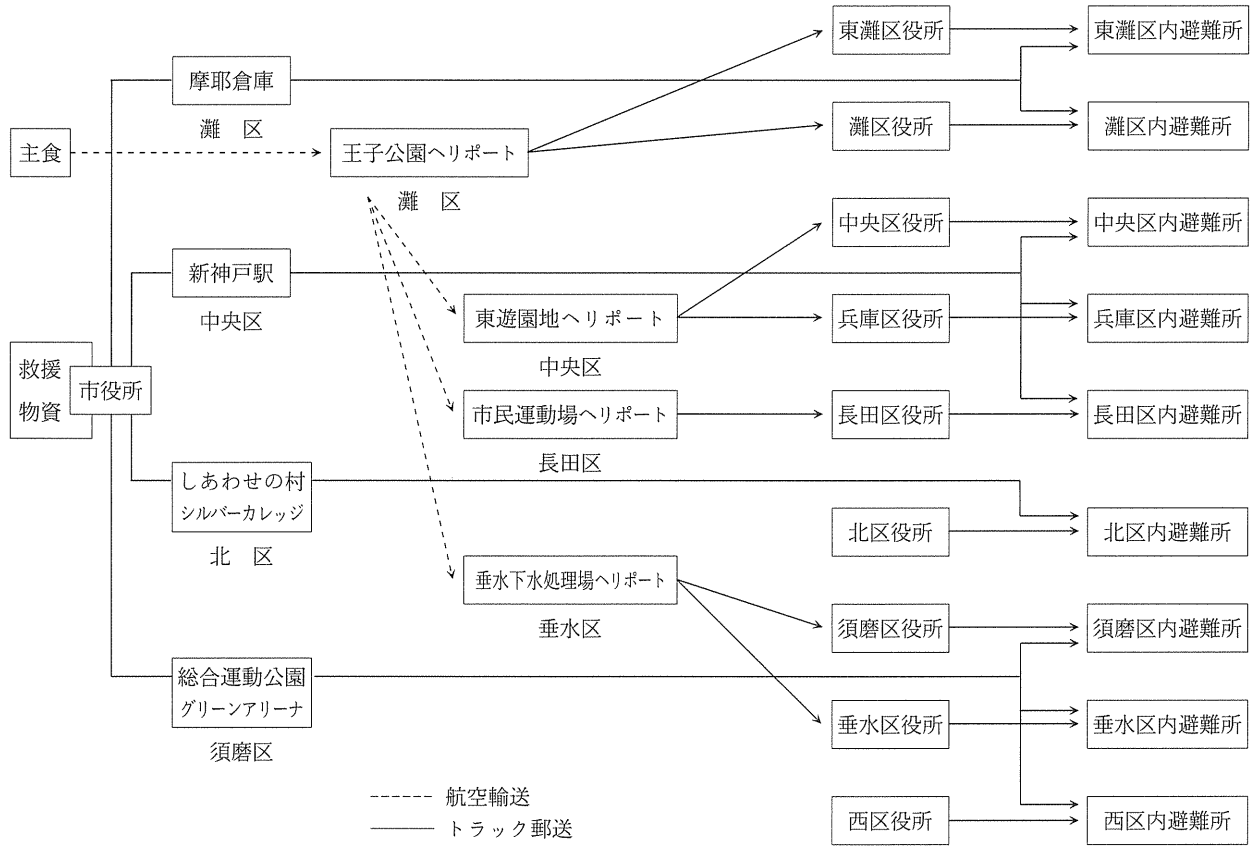 東灘区役所
東灘区内避難所
摩耶倉庫
灘　区
灘区役所
灘区内避難所
主食
王子公園ヘリポート
灘　区
中央区役所
中央区内避難所
新神戸駅
中央区
東遊園地ヘリポート
中央区
兵庫区役所
兵庫区内避難所
救援
物資
市役所
市民運動場ヘリポート
長田区
長田区役所
長田区内避難所
しあわせの村
シルバーカレッジ
北　区
北区役所
北区内避難所
垂水下水処理場ヘリポート
垂水区
須磨区役所
須磨区内避難所
総合運動公園
グリーンアリーナ
須磨区
垂水区役所
垂水区内避難所
航空輸送
トラック郵送
西区役所
西区内避難所